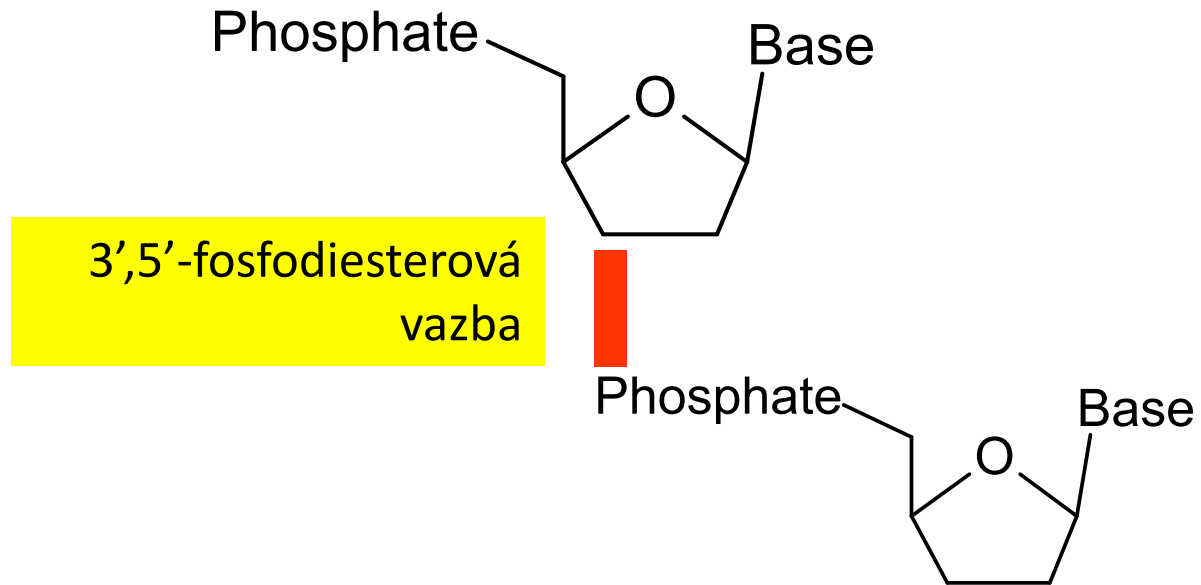 Phosphate
Base
O
3’,5’-fosfodiesterová
vazba
Phosphate
Base
O